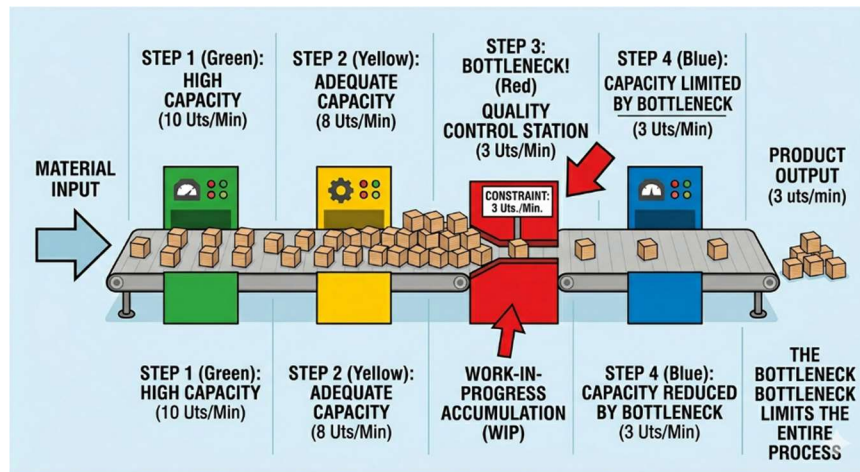 STEP 1 (Green):
HIGH
CAPACITY
(10 Uts/Min)
STEP 2 (Yellow):
ADEQUATE
CAPACITY
(8 Uts/Min)
STEP 3:
BOTTLENECK!
(Red)
QUALITY
CONTROL STATION
(3 Uts/Min)
STEP 4 (Blue):
CAPACITY LIMITED
BY BOTTLENECK
(3 Uts/Min)
MATERIAL
INPUT
CONSTRAINT:
3 Uts./Min.
PRODUCT
OUTPUT
(3 uts/min)
STEP 1 (Green):
HIGH CAPACITY
(10 Uts/Min)
STEP 2 (Yellow):
ADEQUATE
CAPACITY
(8 Uts/Min)
WORK-IN-
PROGRESS
ACCUMULATION
(WIP)
STEP 4 (Blue):
CAPACITY REDUCED
BY BOTTLENECK
(3 Uts/Min)
THE
BOTTLENECK
BOTTLENECK
LIMITS THE
ENTIRE
PROCESS